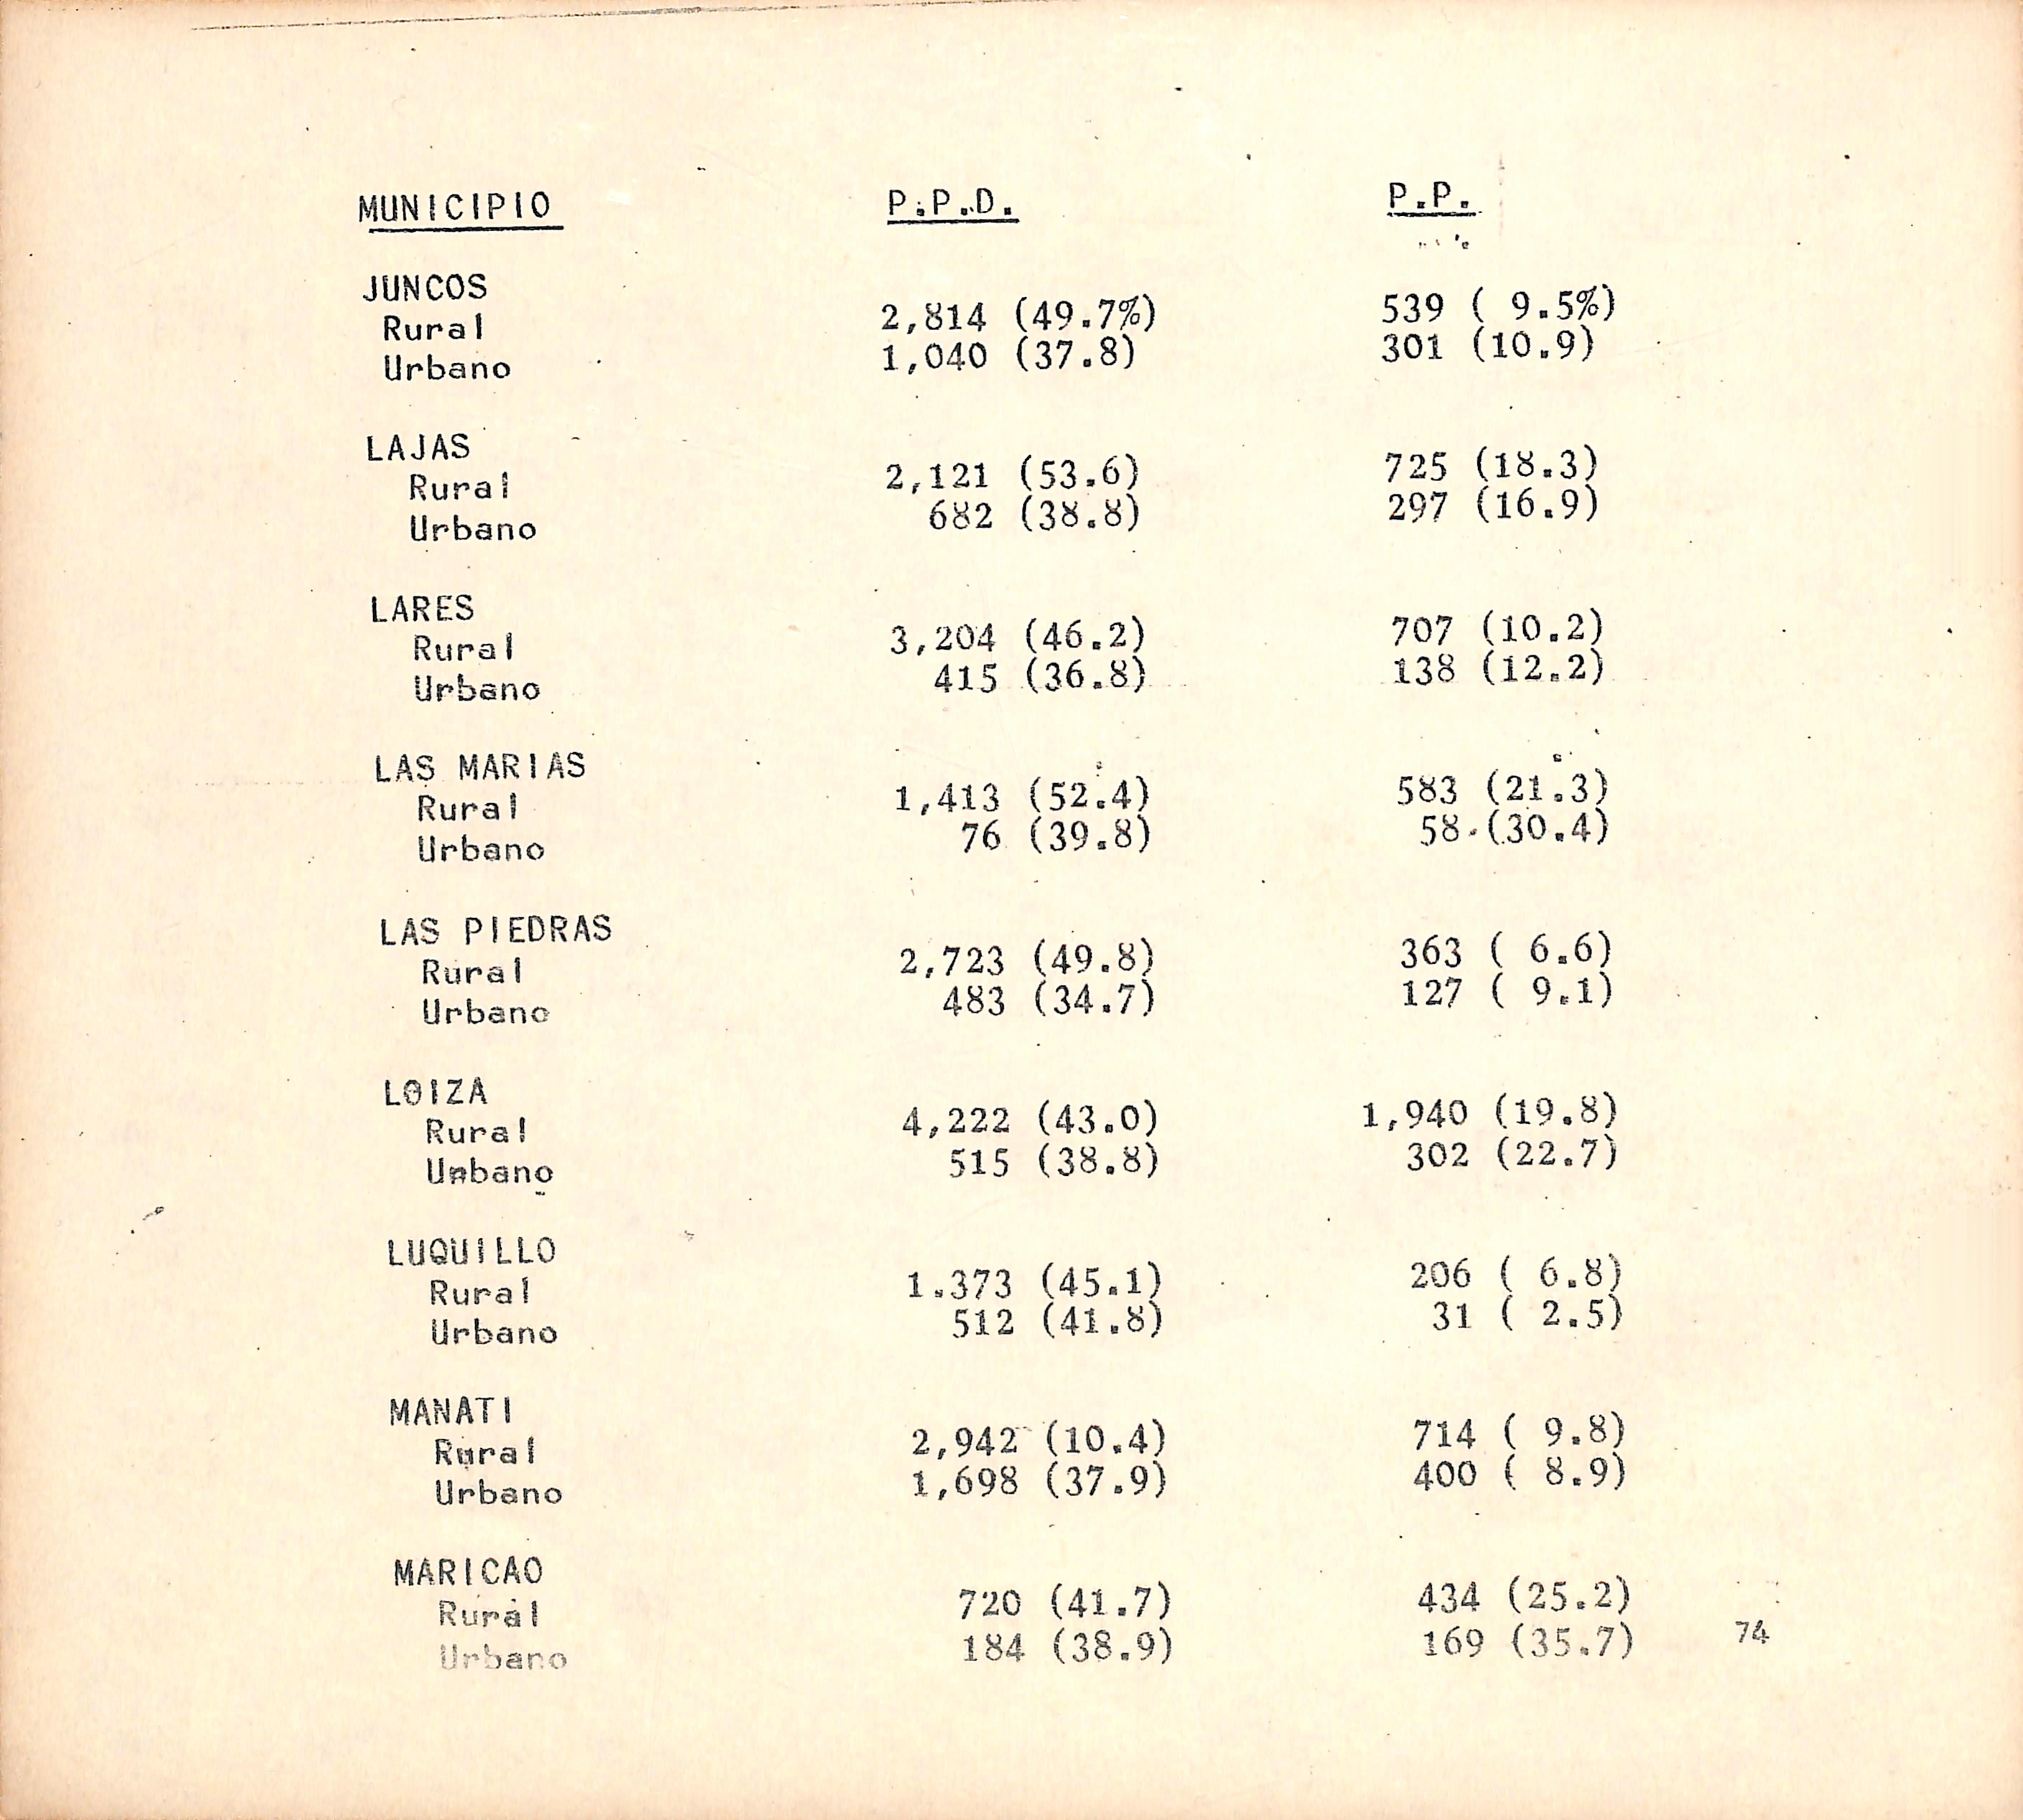 MUNICIPIO P.P.D. P.P.
JUNCOS
Rural 2,814 (49.7%) 539 ( 9.5%)
Urbano 1,040 (37.8) 301 (10.9)
LAJAS
Rural 2,121 (53.6) 725 (18.3)
Urbano 682 (38.8) 297 (16.9)
LARES
Rural 3,204 (46.2) 707 (10.2)
Urbano 415 (36.8) 138 (12.2)
LAS MARIAS
Rural 1,413 (52.4) 583 (21.3)
Urbano 76 (39.8) 58 (30.4)
LAS PIEDRAS
Rural 2,723 (49.8) 363 ( 6.6)
Urbano 483 (34.7) 127 ( 9.1)
LOIZA
Rural 4,222 (43.0) 1,940 (19.8)
Urbano 515 (38.8) 302 (22.7)
LUQUILLO
Rural 1.373 (45.1) 206 ( 6.8)
Urbano 512 (41.8) 31 ( 2.5)
MANATI
Rural 2,942 (10.4) 714 ( 9.8)
Urbano 1,698 (37.9) 400 ( 8.9)
MARICAO
Rural 720 (41.7) 434 (25.2)
Urbano 184 (38.9) 169 (35.7)
74